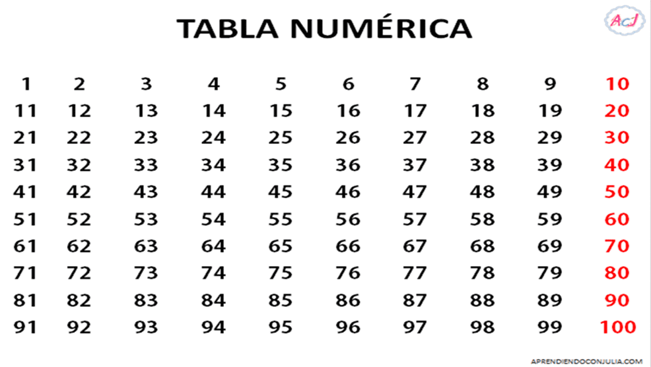 TABLA NUMÉRICA
AcJ
1 2 3 4 5 6 7 8 9 10
11 12 13 14 15 16 17 18 19 20
21 22 23 24 25 26 27 28 29 30
31 32 33 34 35 36 37 38 39 40
41 42 43 44 45 46 47 48 49 50
51 52 53 54 55 56 57 58 59 60
61 62 63 64 65 66 67 68 69 70
71 72 73 74 75 76 77 78 79 80
81 82 83 84 85 86 87 88 89 90
91 92 93 94 95 96 97 98 99 100
APRENDIENDOCONJULIA.COM